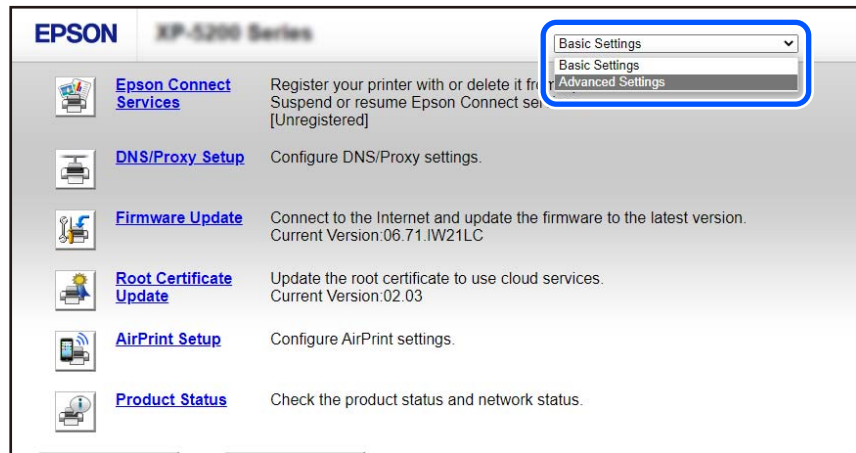 EPSON XP-5200 Series
Basic Settings
Basic Settings
Advanced Settings
Epson Connect Services
Register your printer with or delete it from
Suspend or resume Epson Connect
[Unregistered]
DNS/Proxy Setup
Configure DNS/Proxy settings.
Firmware Update
Connect to the Internet and update the firmware to the latest version.
Current Version:06.71.IW21LC
Root Certificate
Update
Update the root certificate to use cloud services.
Current Version:02.03
AirPrint Setup
Configure AirPrint settings.
Product Status
Check the product status and network status.